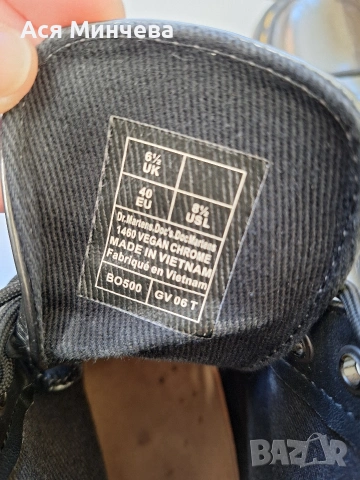 Ася Минчева
6½
UK
40
EU
8½
US L
Dr.Martens.Doc's.DocMartens
1460 VEGAN CHROME
MADE IN VIETNAM
Fabriqué en Vietnam
BO500
GV 06 T
BAZAR